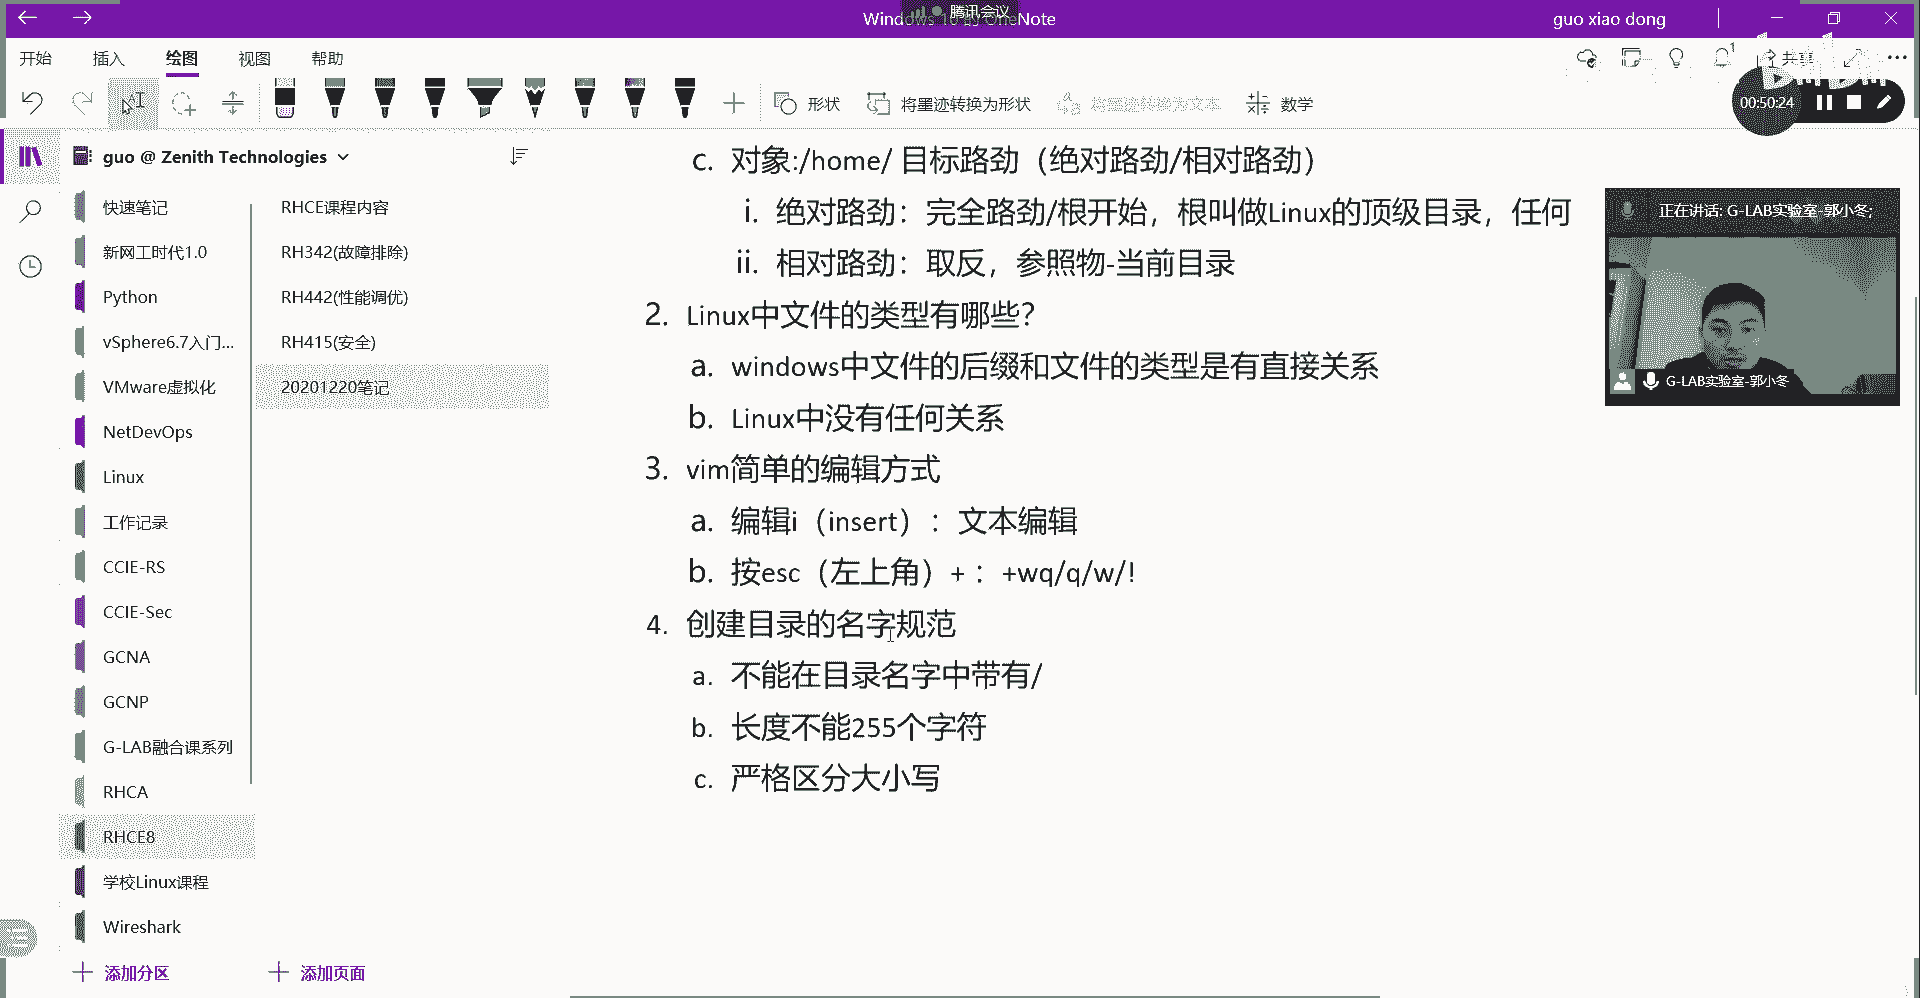 Windows 10 的 OneNote
腾讯会议
guo xiao dong
开始 插入 绘图 视图 帮助
共享
形状 将墨迹转换为形状 将墨迹转换为文本 数学
00:50:24
guo @ Zenith Technologies
快速笔记
新网工时代1.0
Python
vSphere6.7入门...
VMware虚拟化
NetDevOps
Linux
工作记录
CCIE-RS
CCIE-Sec
GCNA
GCNP
G-LAB融合课系列
RHCA
RHCE8
学校Linux课程
Wireshark
添加分区
RHCE课程内容
RH342(故障排除)
RH442(性能调优)
RH415(安全)
20201220笔记
添加页面
c. 对象:/home/ 目标路劲（绝对路劲/相对路劲）
i. 绝对路劲：完全路劲/根开始，根叫做Linux的顶级目录，任何
ii. 相对路劲：取反，参照物-当前目录
2. Linux中文件的类型有哪些?
a. windows中文件的后缀和文件的类型是有直接关系
b. Linux中没有任何关系
3. vim简单的编辑方式
a. 编辑i（insert）：文本编辑
b. 按esc（左上角）+：+wq/q/w/!
4. 创建目录的名字规范
a. 不能在目录名字中带有/
b. 长度不能255个字符
c. 严格区分大小写
正在讲话: G-LAB实验室-郭小冬;
G-LAB实验室-郭小冬